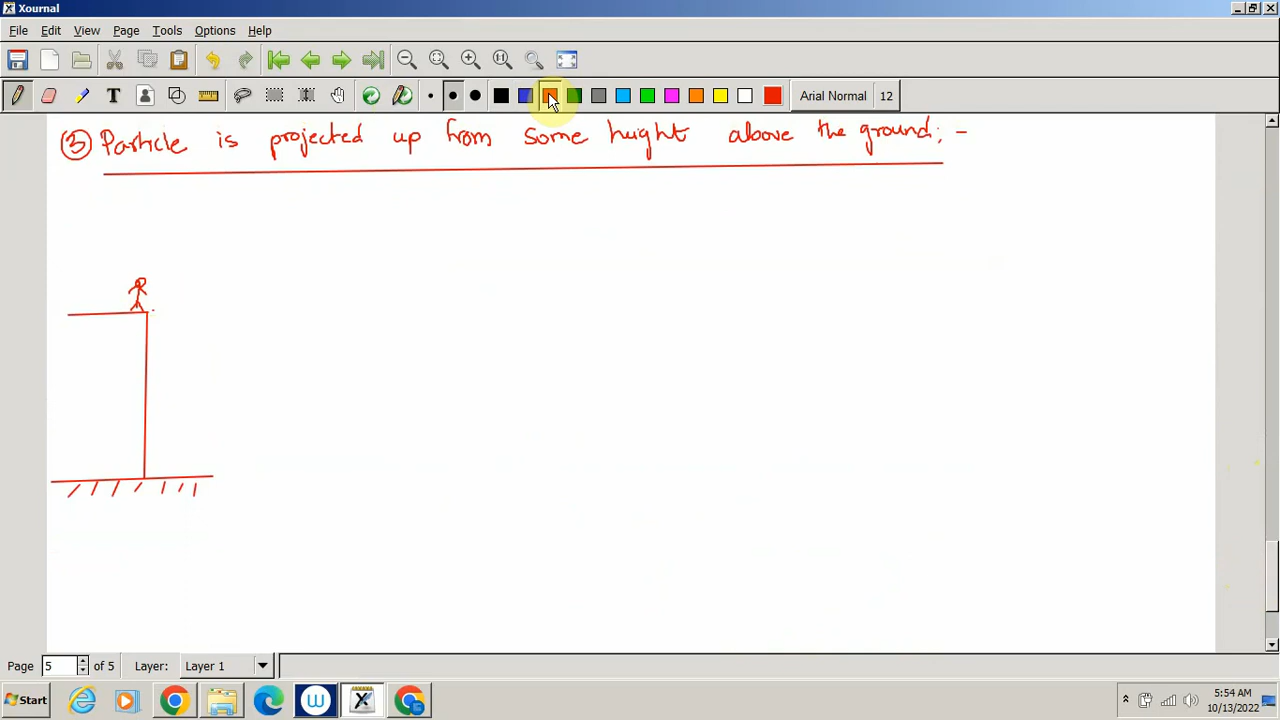 Xournal
File Edit View Page Tools Options Help
Arial Normal 12
③ Particle is projected up from some height above the ground; -
Page 5 of 5 Layer: Layer 1
Start 5:54 AM
10/13/2022